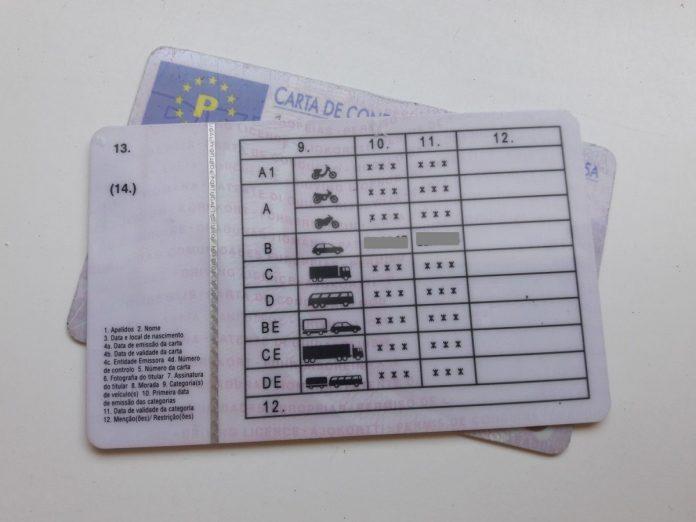 P
CARTA DE CON
13.
(14.)
9. 10. 11. 12.
A1 x x x x x x
A x x x x x x
x x x x x x
B
C x x x x x x
D x x x x x x
BE x x x x x x
CE x x x x x x
DE x x x x x x
12.
1. Apelidos 2. Nome
3. Data e local de nascimento
4a. Data de emissão da carta
4b. Data de validade da carta
4c. Entidade Emissora 4d. Número
de controlo 5. Número da carta
6. Fotografia do titular 7. Assinatura
do titular 8. Morada 9. Categoria(s)
de veículo(s) 10. Primeira data
de emissão das categorias
11. Data de validade da categoria
12. Menção(ões)/ Restrição(ões)